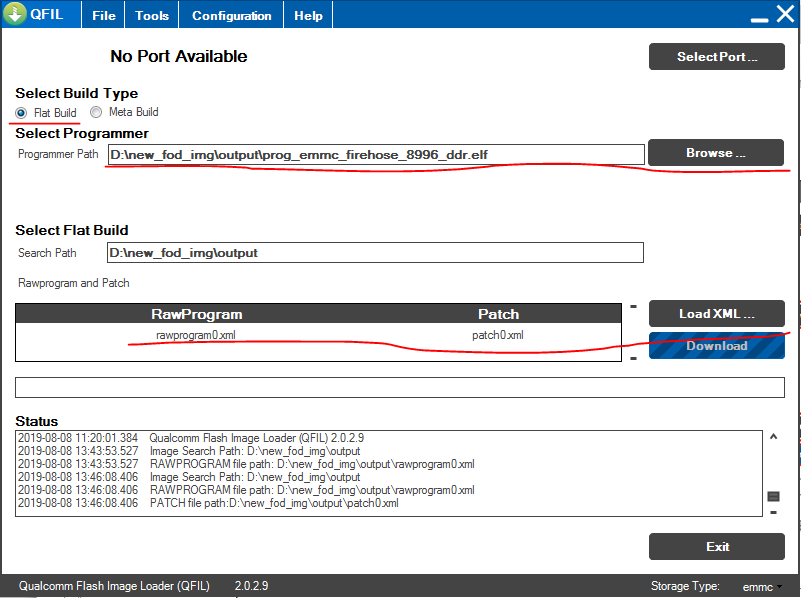 QFIL File Tools Configuration Help
No Port Available
Select Port ...
Select Build Type
Flat Build Meta Build
Select Programmer
Programmer Path D:\new_fod_img\output\prog_emmc_firehose_8996_ddr.elf Browse ...
Select Flat Build
Search Path D:\new_fod_img\output
Rawprogram and Patch
RawProgram Patch Load XML ...
rawprogram0.xml patch0.xml
Download
Status
2019-08-08 11:20:01.384 Qualcomm Flash Image Loader (QFIL) 2.0.2.9
2019-08-08 13:43:53.527 Image Search Path: D:\new_fod_img\output
2019-08-08 13:43:53.527 RAWPROGRAM file path: D:\new_fod_img\output\rawprogram0.xml
2019-08-08 13:46:08.406 Image Search Path: D:\new_fod_img\output
2019-08-08 13:46:08.406 RAWPROGRAM file path: D:\new_fod_img\output\rawprogram0.xml
2019-08-08 13:46:08.406 PATCH file path:D:\new_fod_img\output\patch0.xml
Exit
Qualcomm Flash Image Loader (QFIL) 2.0.2.9 Storage Type: emmc